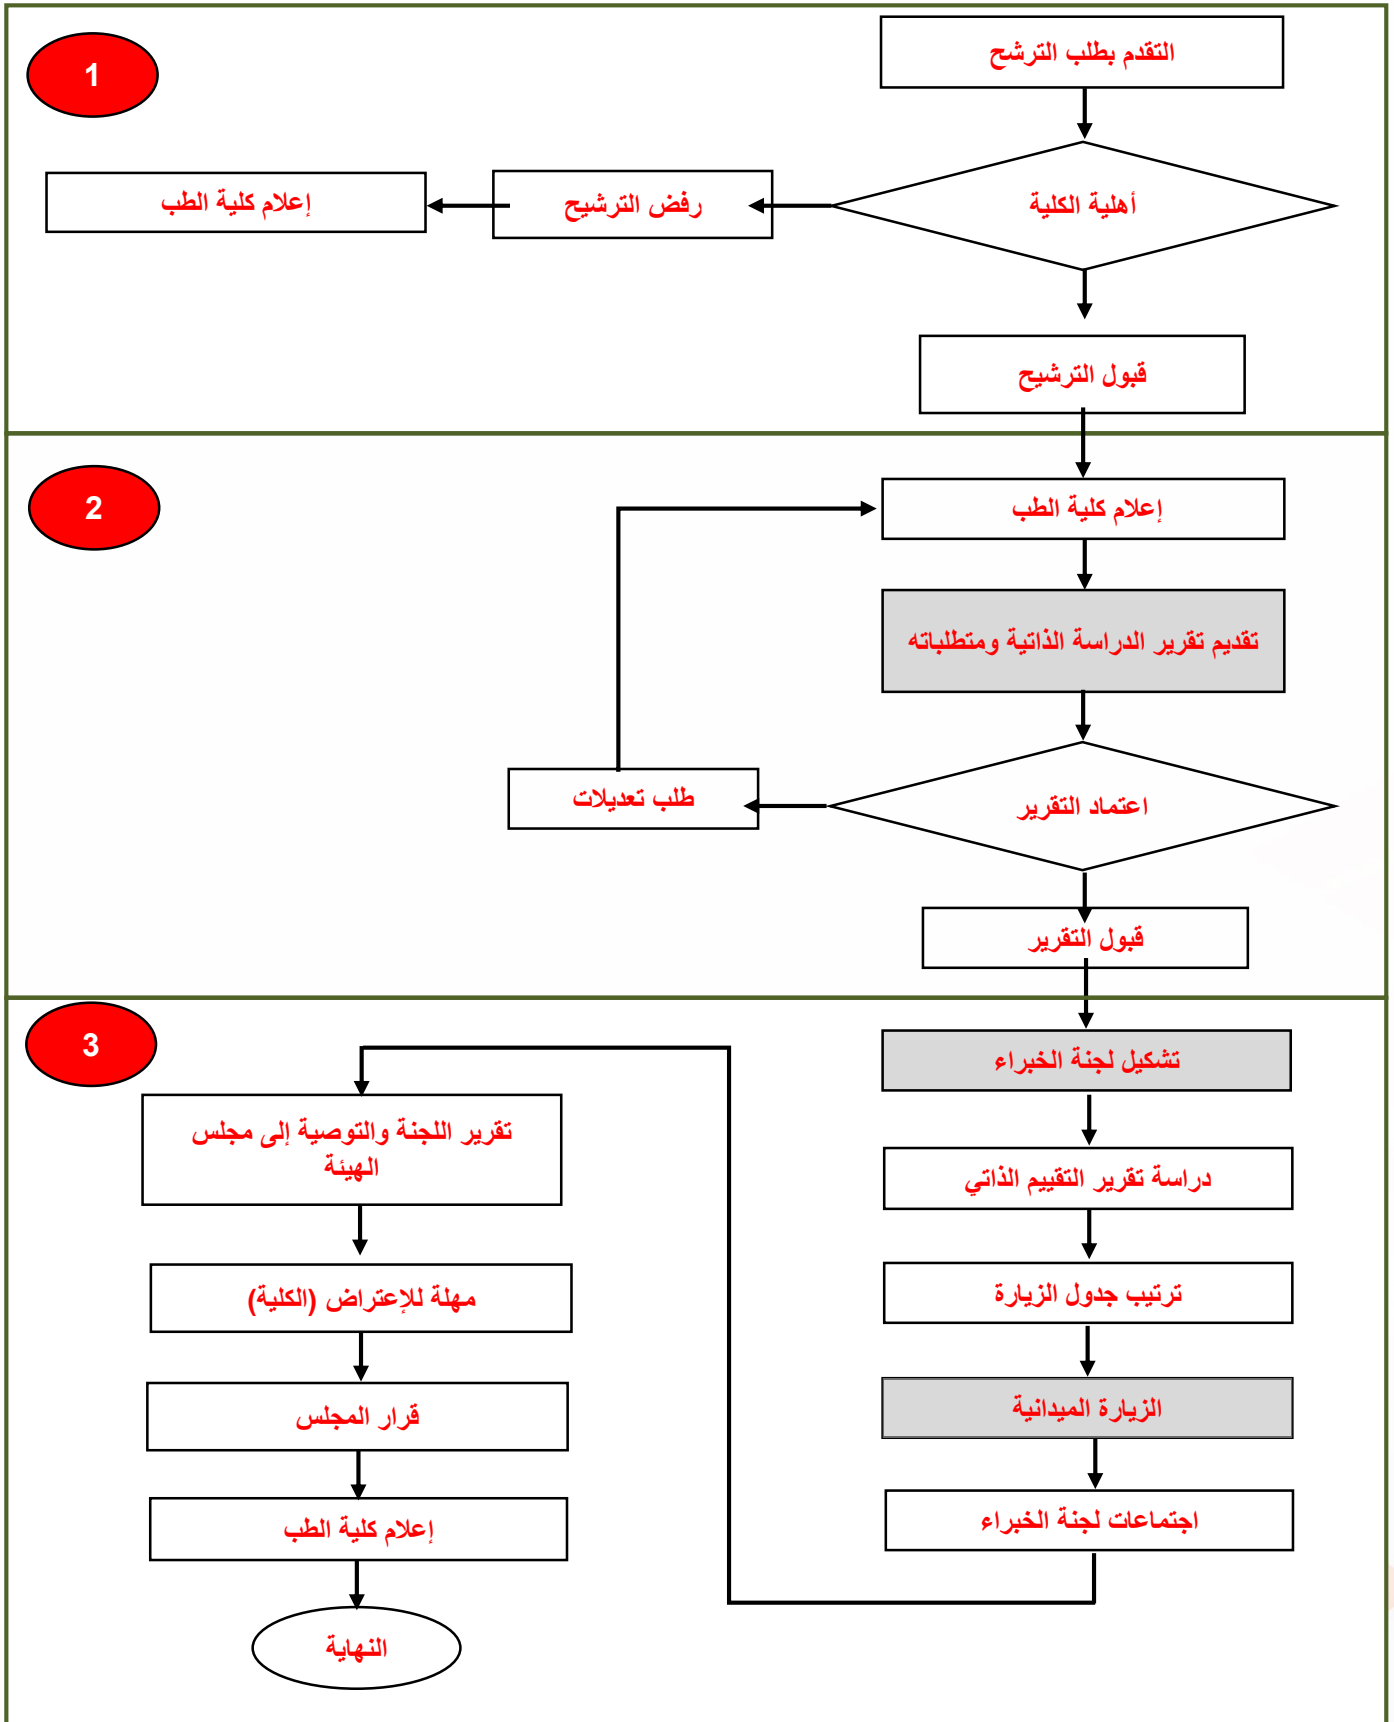 1
التقدم بطلب الترشح
أهلية الكلية
رفض الترشيح
إعلام كلية الطب
قبول الترشيح
2
إعلام كلية الطب
تقديم تقرير الدراسة الذاتية ومتطلباته
اعتماد التقرير
طلب تعديلات
قبول التقرير
3
تشكيل لجنة الخبراء
دراسة تقرير التقييم الذاتي
ترتيب جدول الزيارة
الزيارة الميدانية
اجتماعات لجنة الخبراء
تقرير اللجنة والتوصية إلى مجلس
الهيئة
مهلة للإعتراض (الكلية)
قرار المجلس
إعلام كلية الطب
النهاية